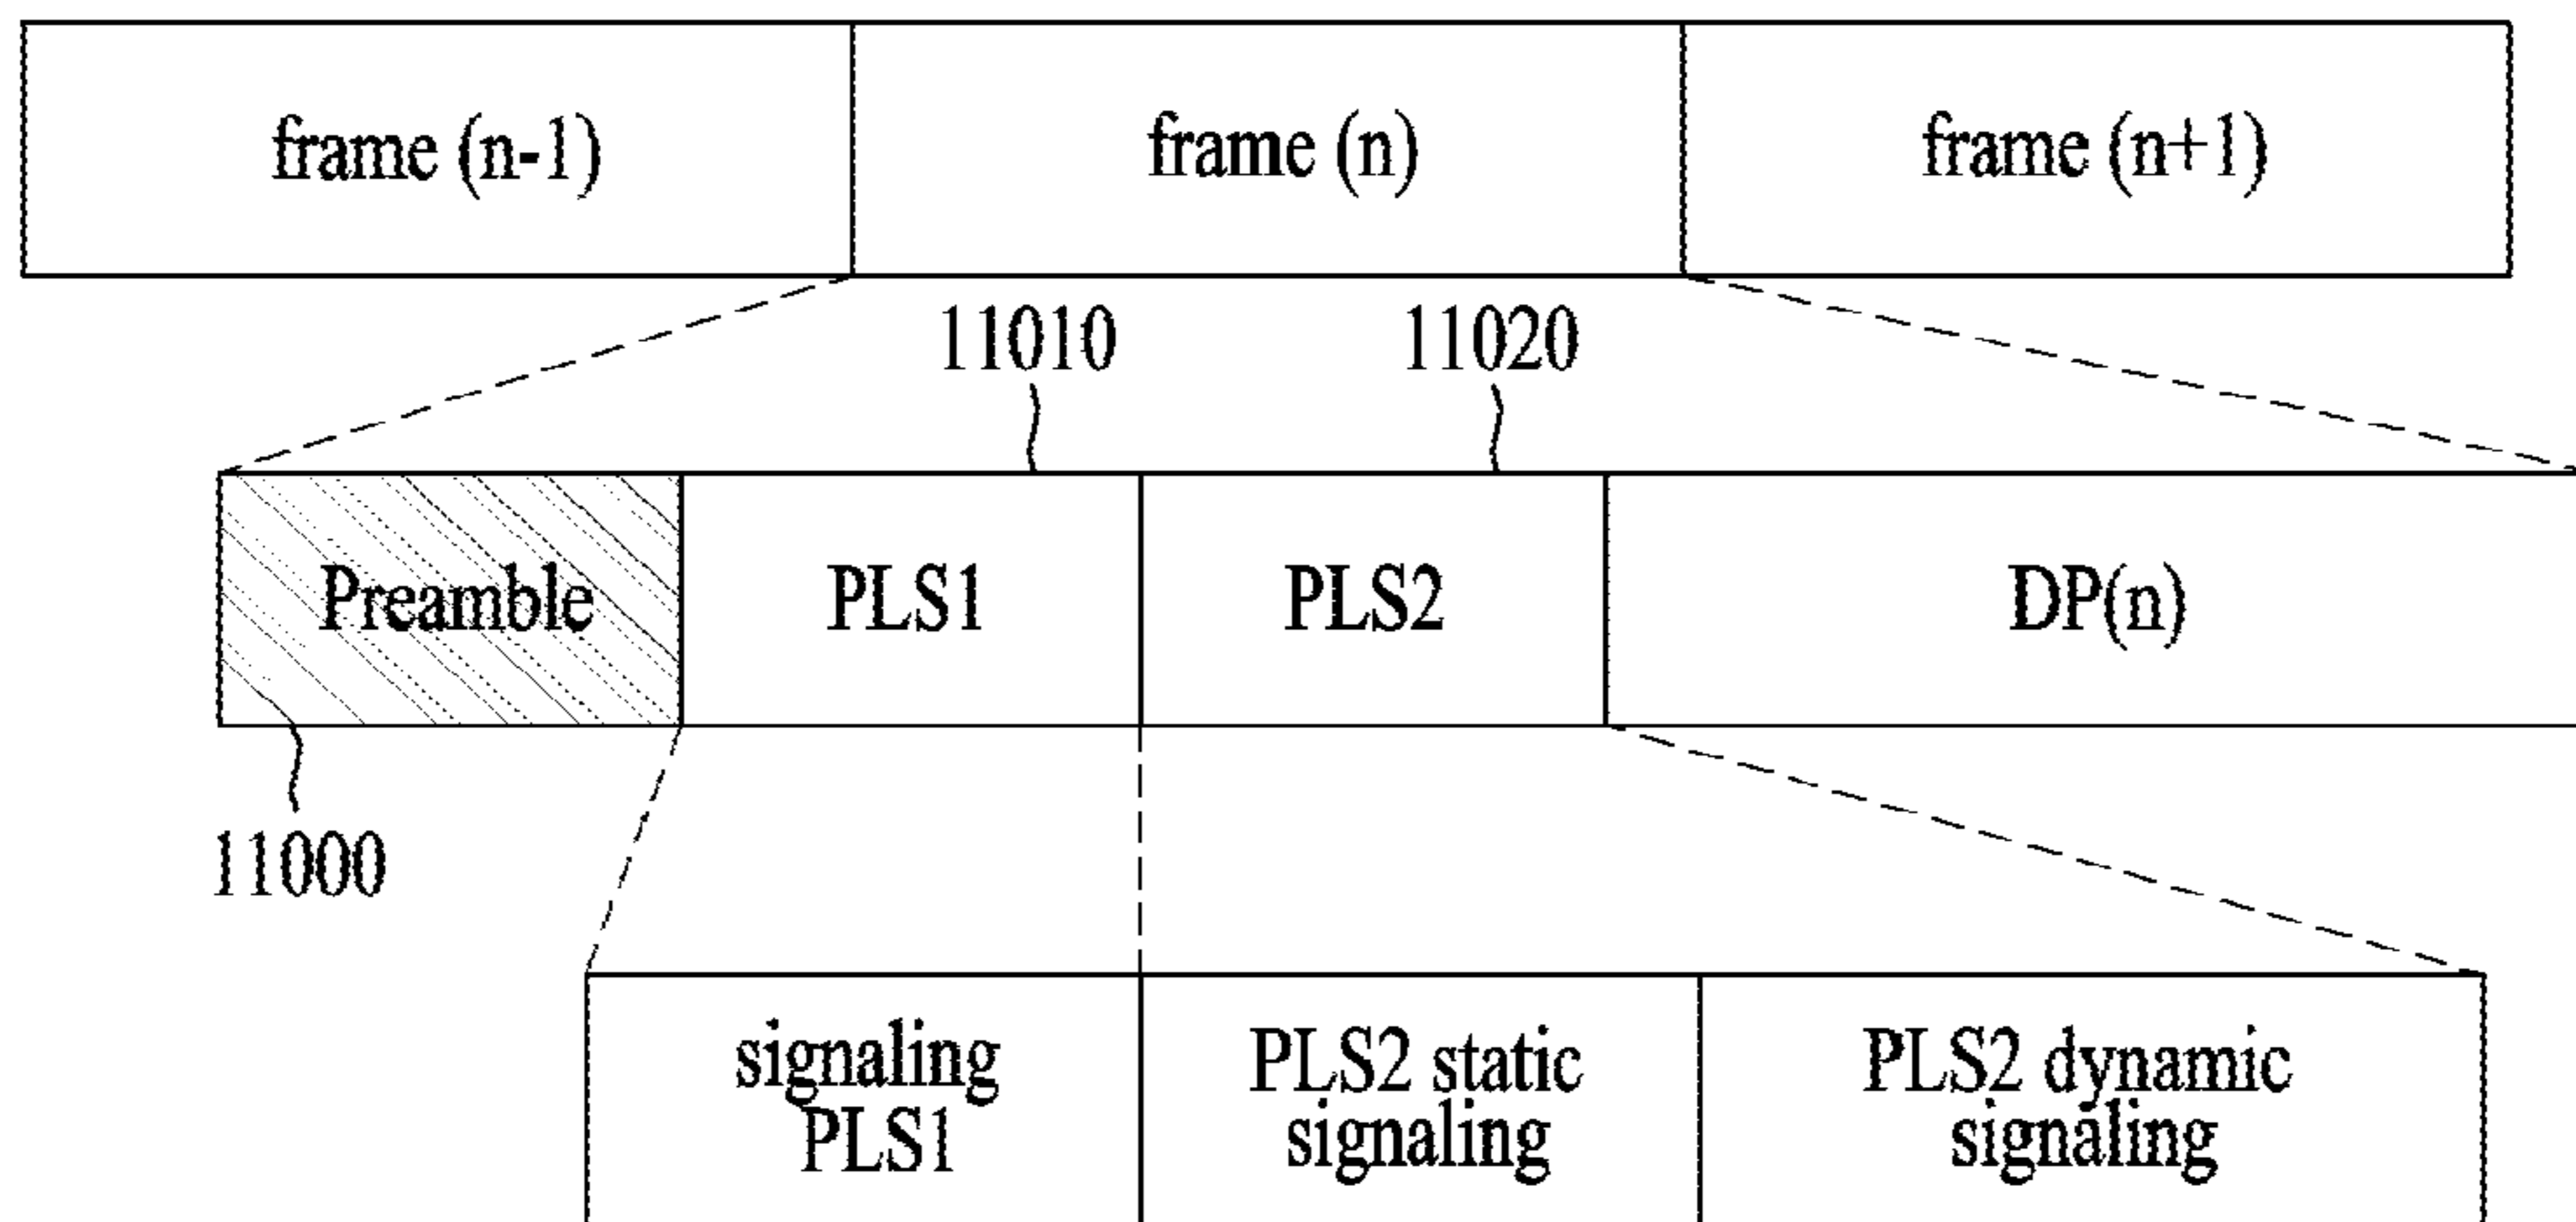 frame (n-1)
frame (n)
frame (n+1)
11010
11020
Preamble
PLS1
PLS2
DP(n)
11000
signaling
PLS1
PLS2 static
signaling
PLS2 dynamic
signaling